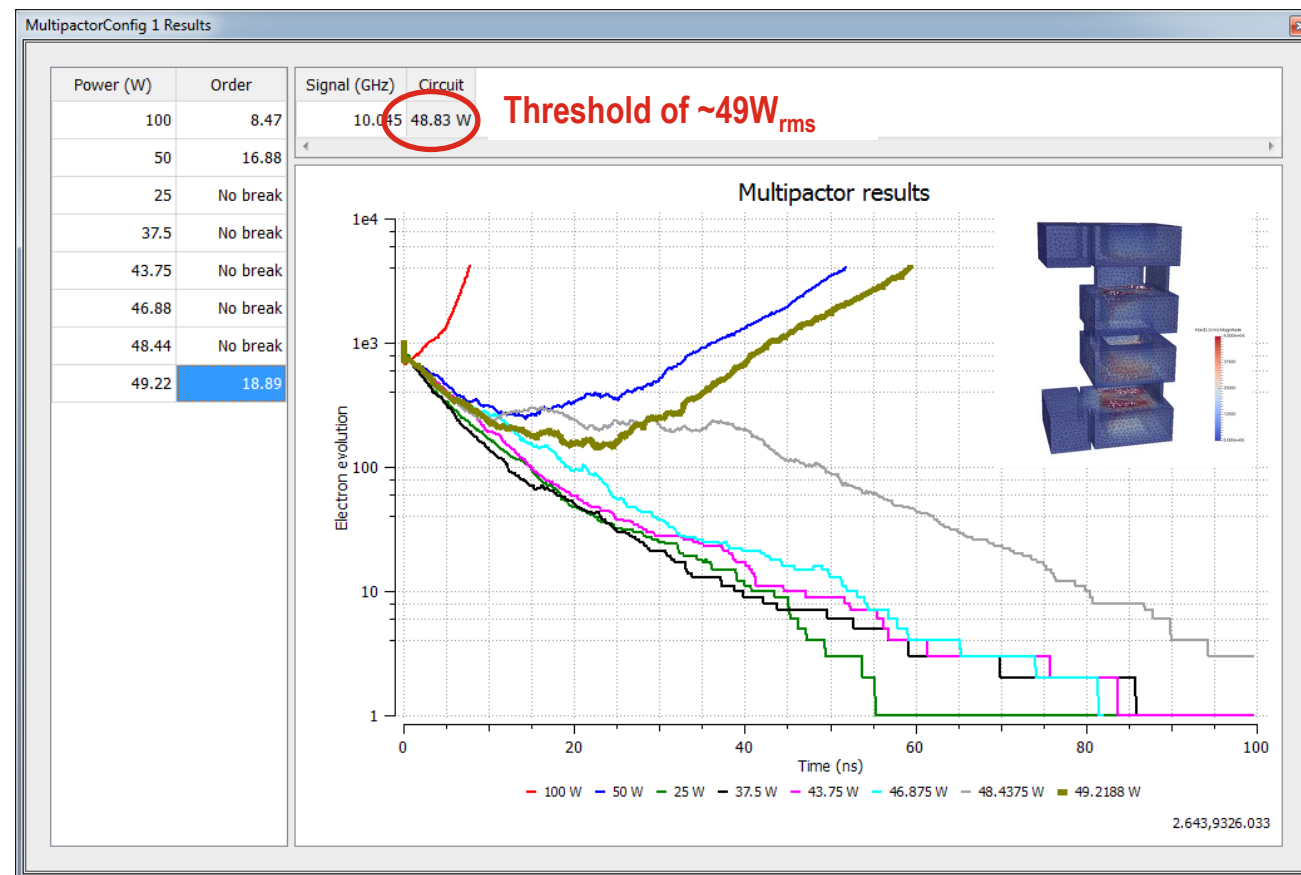 MultipactorConfig 1 Results
Power (W) Order
100 8.47
50 16.88
25 No break
37.5 No break
43.75 No break
46.88 No break
48.44 No break
49.22 18.89
Signal (GHz) Circuit
10.045 48.83 W
Threshold of ~49Wrms
Multipactor results
Electron evolution
1e4
1e3
100
10
1
0 20 40 60 80 100
Time (ns)
100 W 50 W 25 W 37.5 W 43.75 W 46.875 W 48.4375 W 49.2188 W
2.643,9326.033